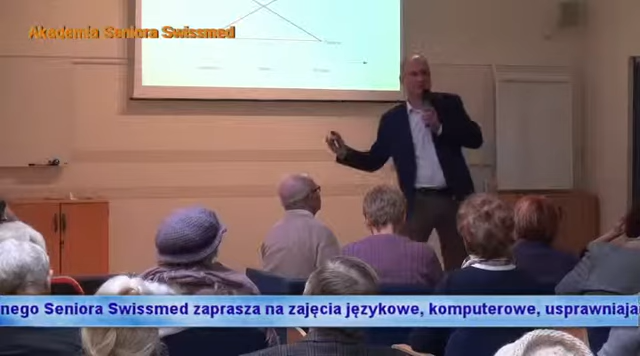 Akademia Seniora Swissmed
nego Seniora Swissmed zaprasza na zajęcia językowe, komputerowe, usprawniają